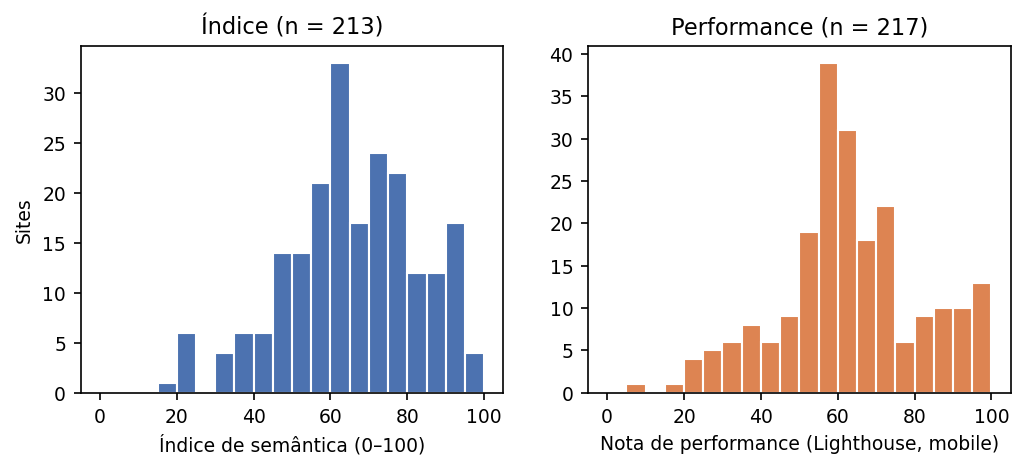 Índice (n = 213)
30
25
20
15
10
5
0
Sites
0 20 40 60 80 100
Índice de semântica (0–100)
Performance (n = 217)
40
35
30
25
20
15
10
5
0
0 20 40 60 80 100
Nota de performance (Lighthouse, mobile)